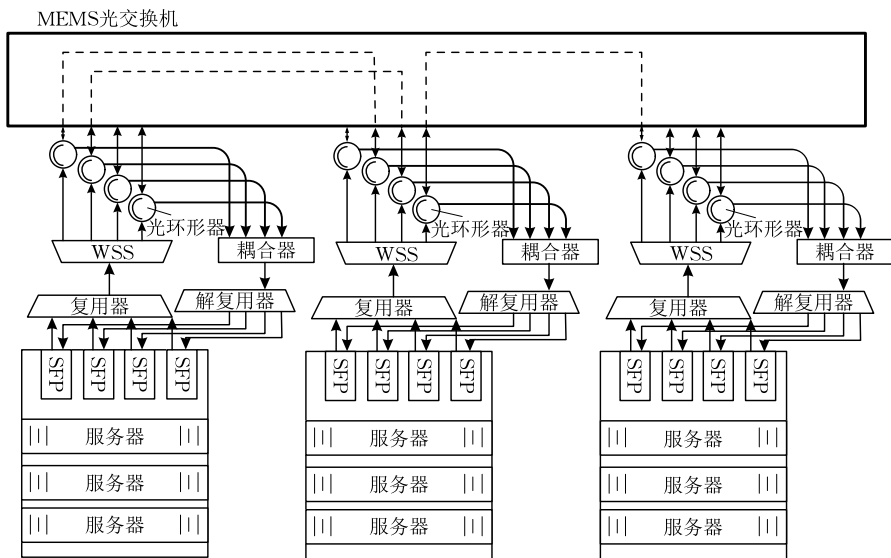 MEMS光交换机
光环形器 光环形器 光环形器
WSS 耦合器 WSS 耦合器 WSS 耦合器
复用器 解复用器 复用器 解复用器 复用器 解复用器
SFP SFP SFP SFP SFP SFP SFP SFP SFP SFP SFP SFP
服务器 服务器 服务器
服务器 服务器 服务器
服务器 服务器 服务器